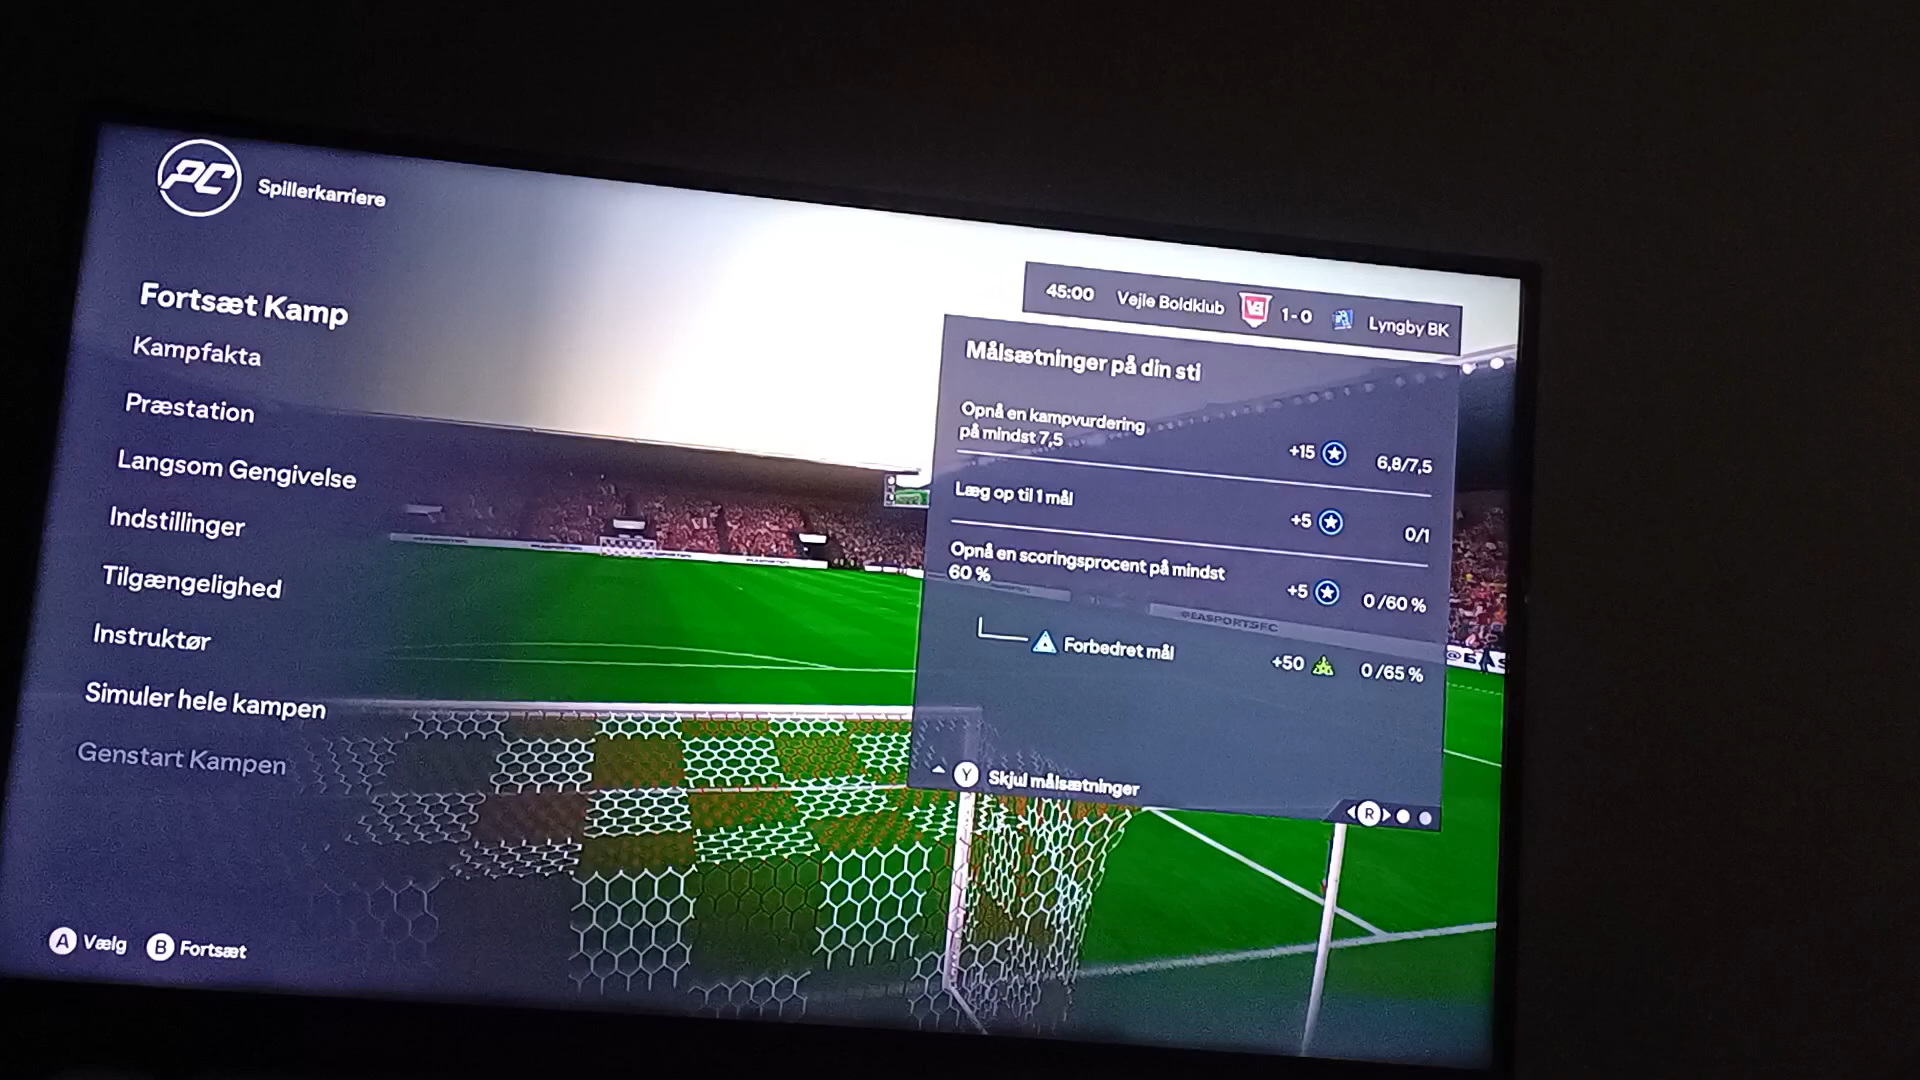 PC Spillerkarriere
Fortsæt Kamp
Kampfakta
Præstation
Langsom Gengivelse
Indstillinger
Tilgængelighed
Instruktør
Simuler hele kampen
Genstart Kampen
A Vælg B Fortsæt
45:00 Vejle Boldklub VB 1-0 Lyngby BK
Målsætninger på din sti
Opnå en kampvurdering
på mindst 7,5
+15 6,8/7,5
Læg op til 1 mål
+5 0/1
Opnå en scoringsprocent på mindst
60 %
+5 0/60 %
Forbedret mål +50 0/65 %
Y Skjul målsætninger
R
@EASPORTSFC